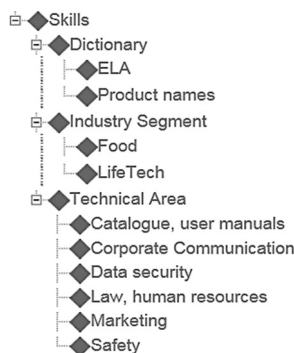 Skills
Dictionary
ELA
Product names
Industry Segment
Food
LifeTech
Technical Area
Catalogue, user manuals
Corporate Communication
Data security
Law, human resources
Marketing
Safety